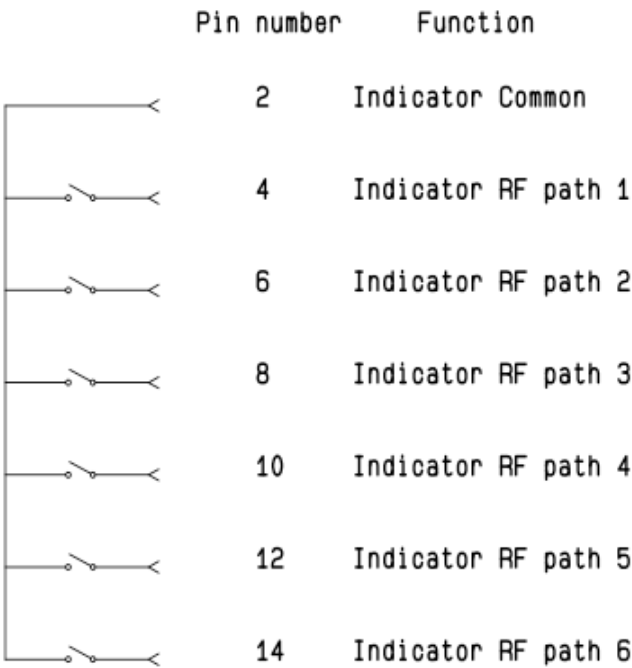 Pin number Function
2 Indicator Common
4 Indicator RF path 1
6 Indicator RF path 2
8 Indicator RF path 3
10 Indicator RF path 4
12 Indicator RF path 5
14 Indicator RF path 6